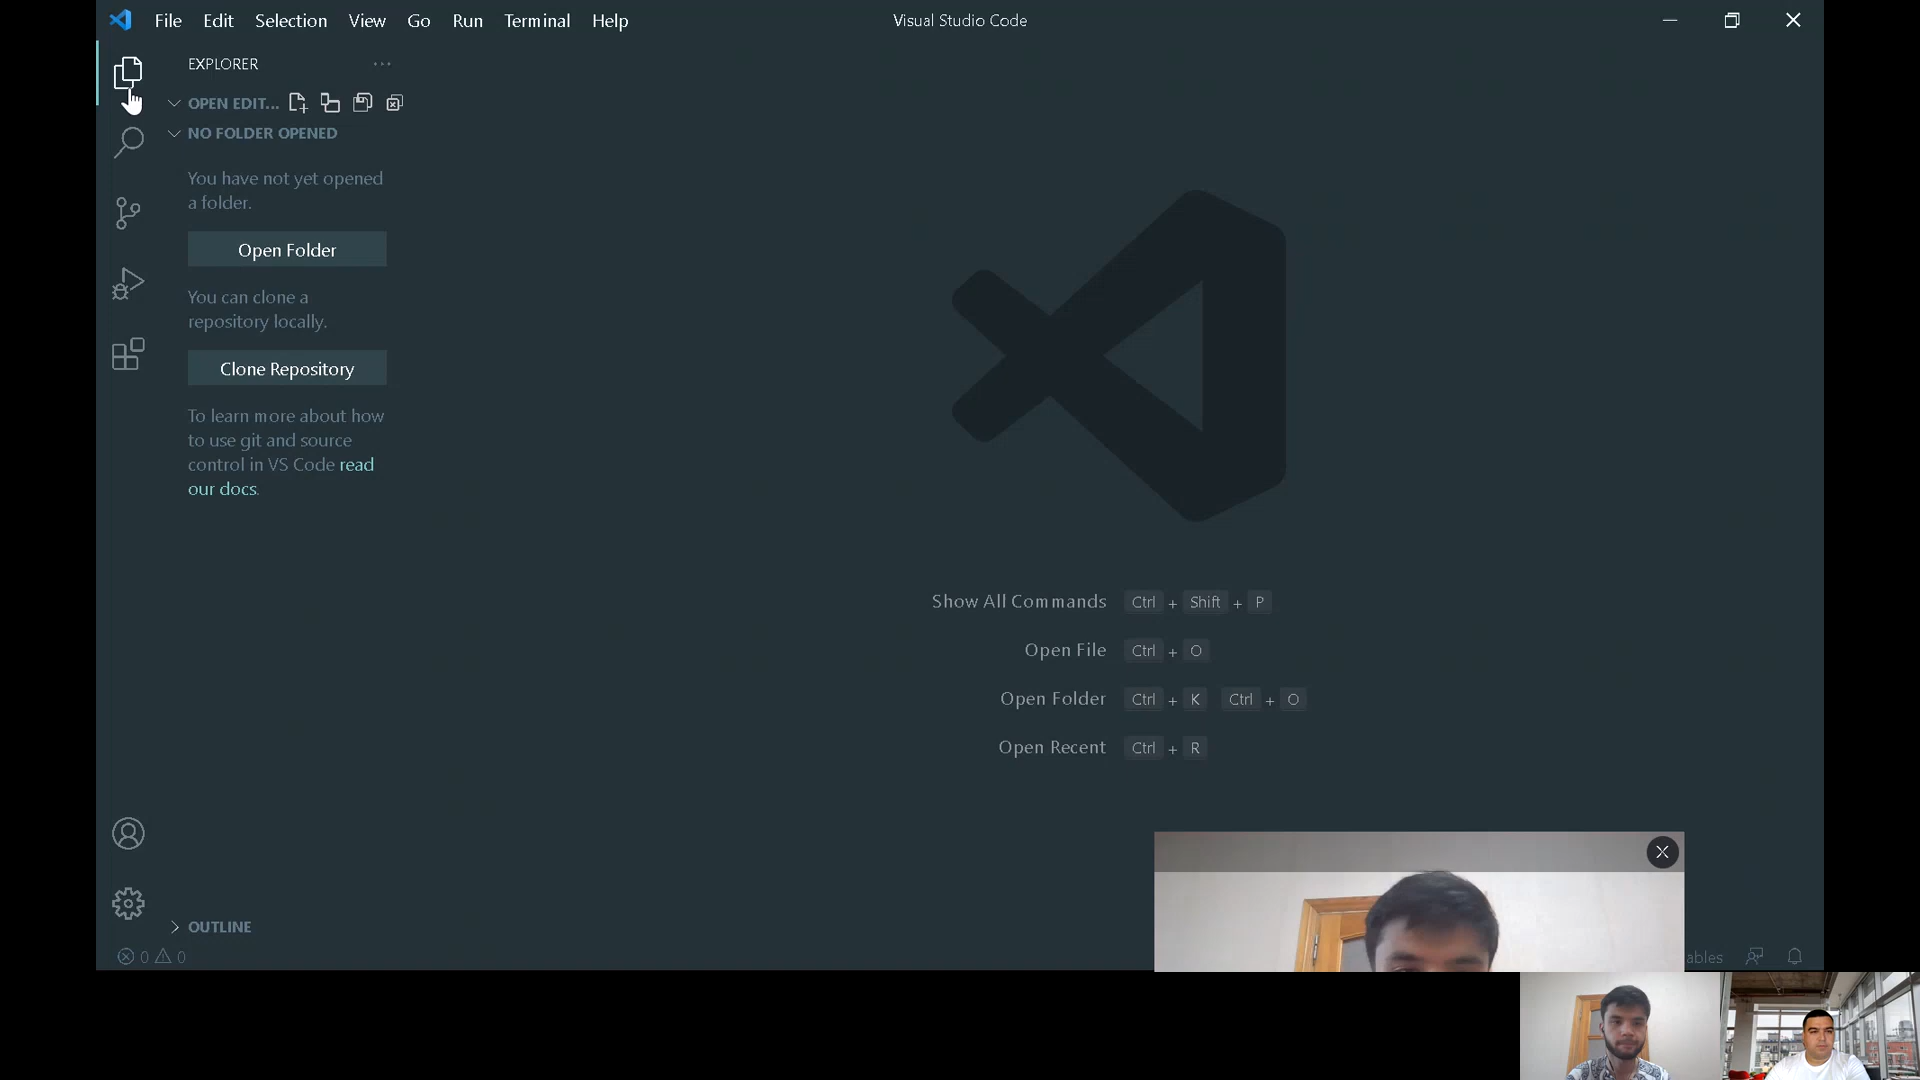 File Edit Selection View Go Run Terminal Help
Visual Studio Code
EXPLORER
OPEN EDIT...
NO FOLDER OPENED
You have not yet opened
a folder.
Open Folder
You can clone a
repository locally.
Clone Repository
To learn more about how
to use git and source
control in VS Code read
our docs.
Show All Commands Ctrl + Shift + P
Open File Ctrl + O
Open Folder Ctrl + K Ctrl + O
Open Recent Ctrl + R
OUTLINE
0 0
ables